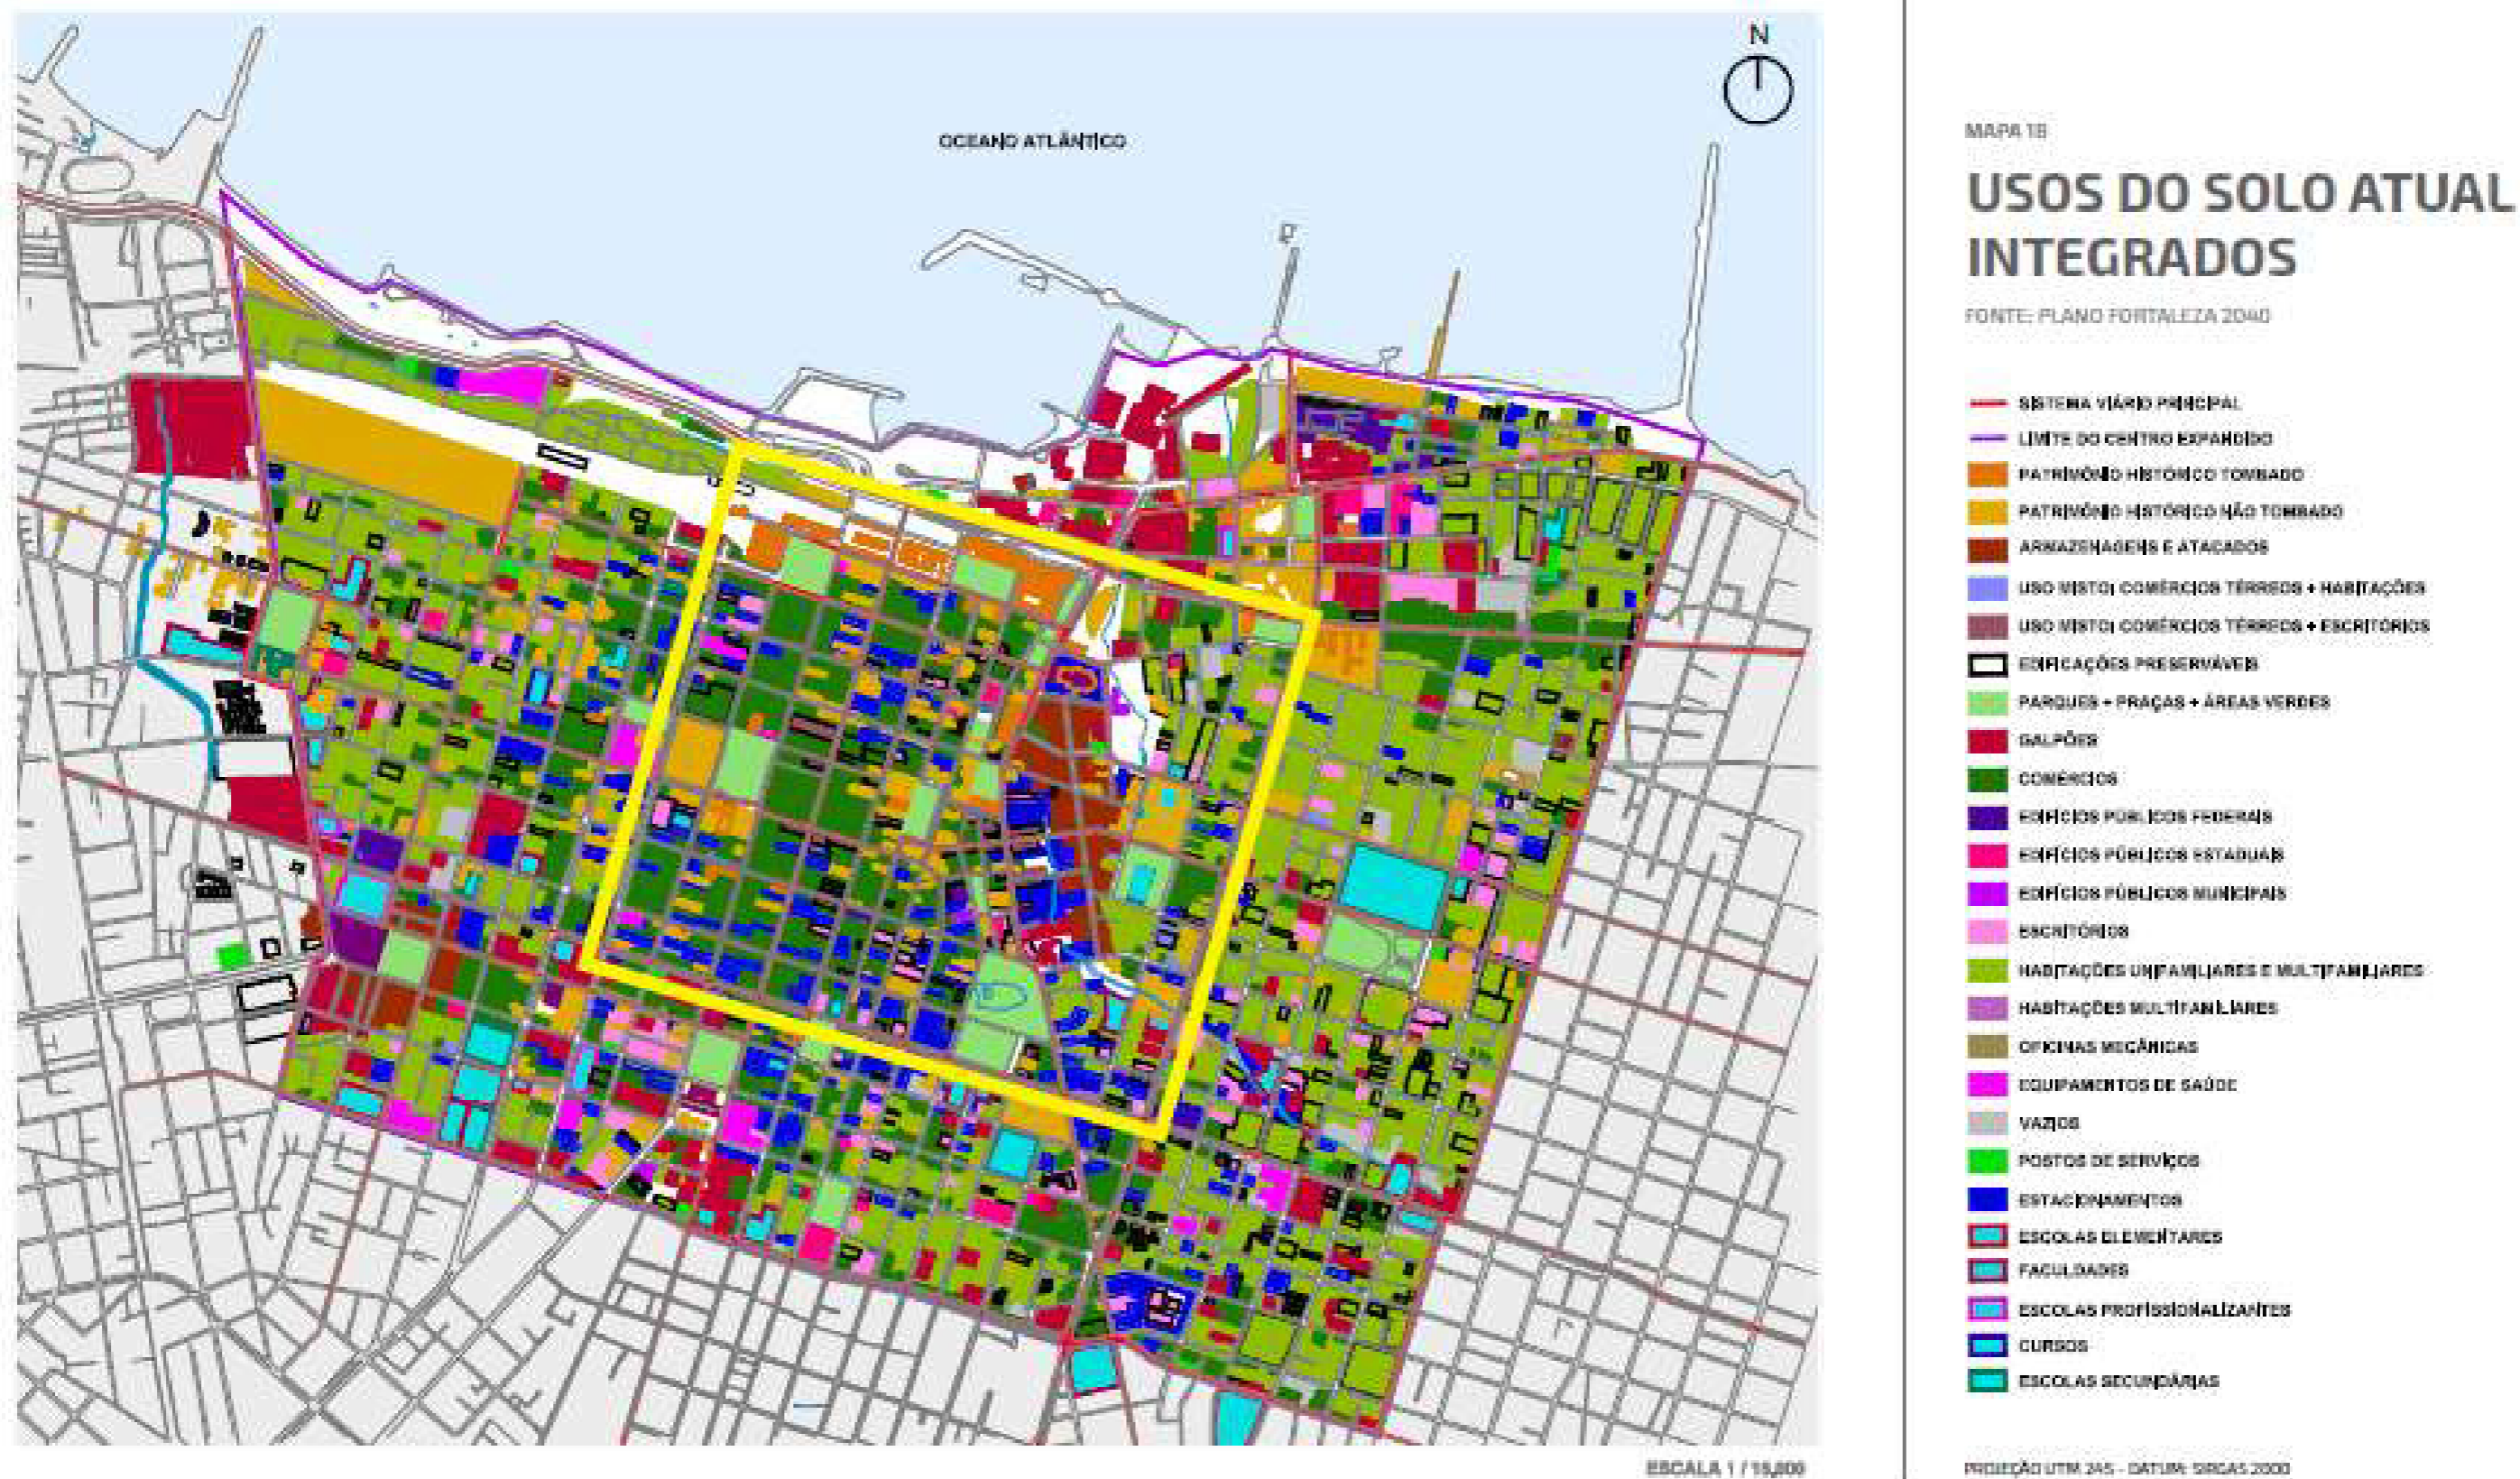 N
OCEANO ATLÂNTICO
ESCALA 1 / 15,000
MAPA 18
USOS DO SOLO ATUAL
INTEGRADOS
FONTE: PLANO FORTALEZA 2040
SISTEMA VIÁRIO PRINCIPAL
LIMITE DO CENTRO EXPANDIDO
PATRIMÔNIO HISTÓRICO TOMBADO
PATRIMÔNIO HISTÓRICO NÃO TOMBADO
ARMAZENAGENS E ATACADOS
USO MISTO: COMÉRCIOS TÉRREOS + HABITAÇÕES
USO MISTO: COMÉRCIOS TÉRREOS + ESCRITÓRIOS
EDIFICAÇÕES PRESERVÁVEIS
PARQUES + PRAÇAS + ÁREAS VERDES
GALPÕES
COMÉRCIOS
EDIFÍCIOS PÚBLICOS FEDERAIS
EDIFÍCIOS PÚBLICOS ESTADUAIS
EDIFÍCIOS PÚBLICOS MUNICIPAIS
ESCRITÓRIOS
HABITAÇÕES UNIFAMILIARES E MULTIFAMILIARES
HABITAÇÕES MULTIFAMILIARES
OFICINAS MECÂNICAS
EQUIPAMENTOS DE SAÚDE
VAZIOS
POSTOS DE SERVIÇOS
ESTACIONAMENTOS
ESCOLAS ELEMENTARES
FACULDADES
ESCOLAS PROFISSIONALIZANTES
CURSOS
ESCOLAS SECUNDÁRIAS
PROJEÇÃO UTM 24S - DATUM: SIRGAS 2000